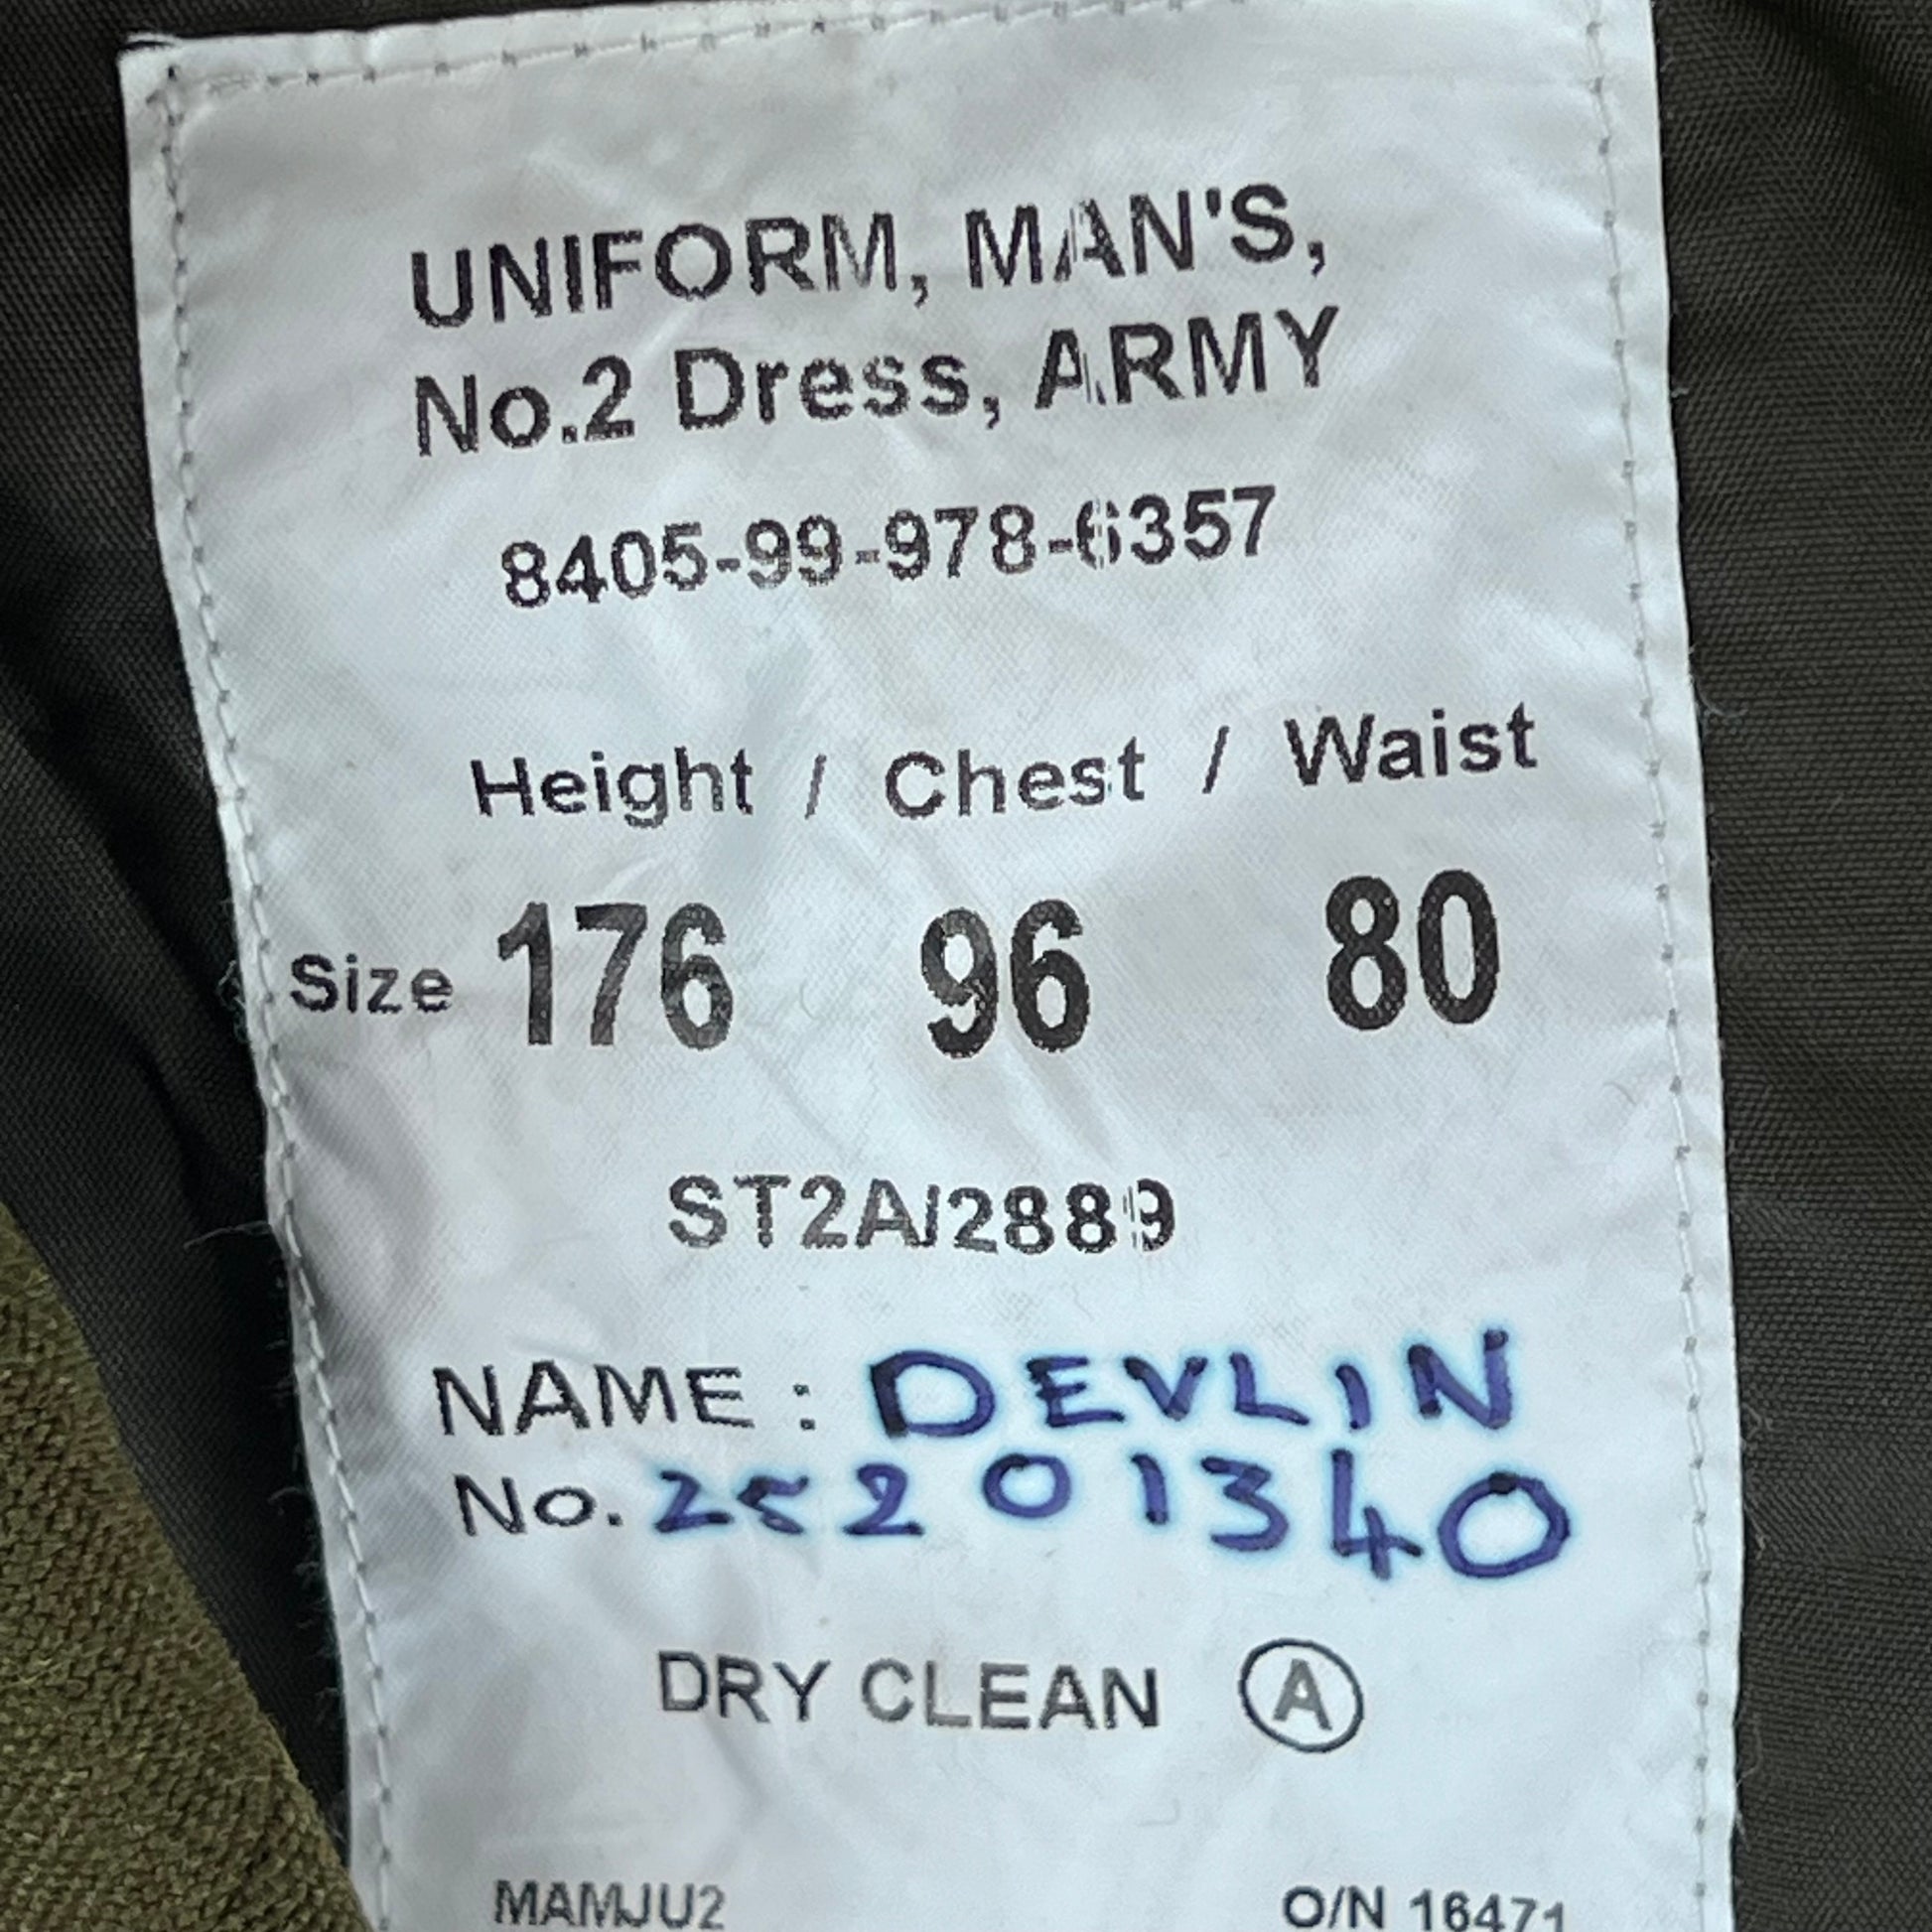 UNIFORM, MAN'S,
No.2 Dress, ARMY
8405-99-978-6357
Height / Chest / Waist
Size 176 96 80
ST2A/2889
NAME : DEVLIN
No. 25201340
DRY CLEAN Ⓐ
MAMJU2 O/N 16471